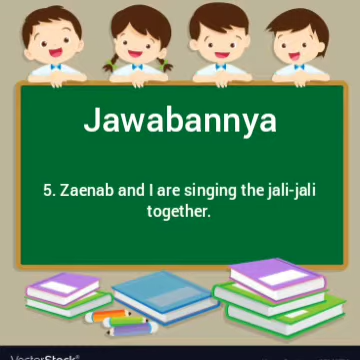 Jawabannya
5. Zaenab and I are singing the jali-jali
together.
VectorStock®